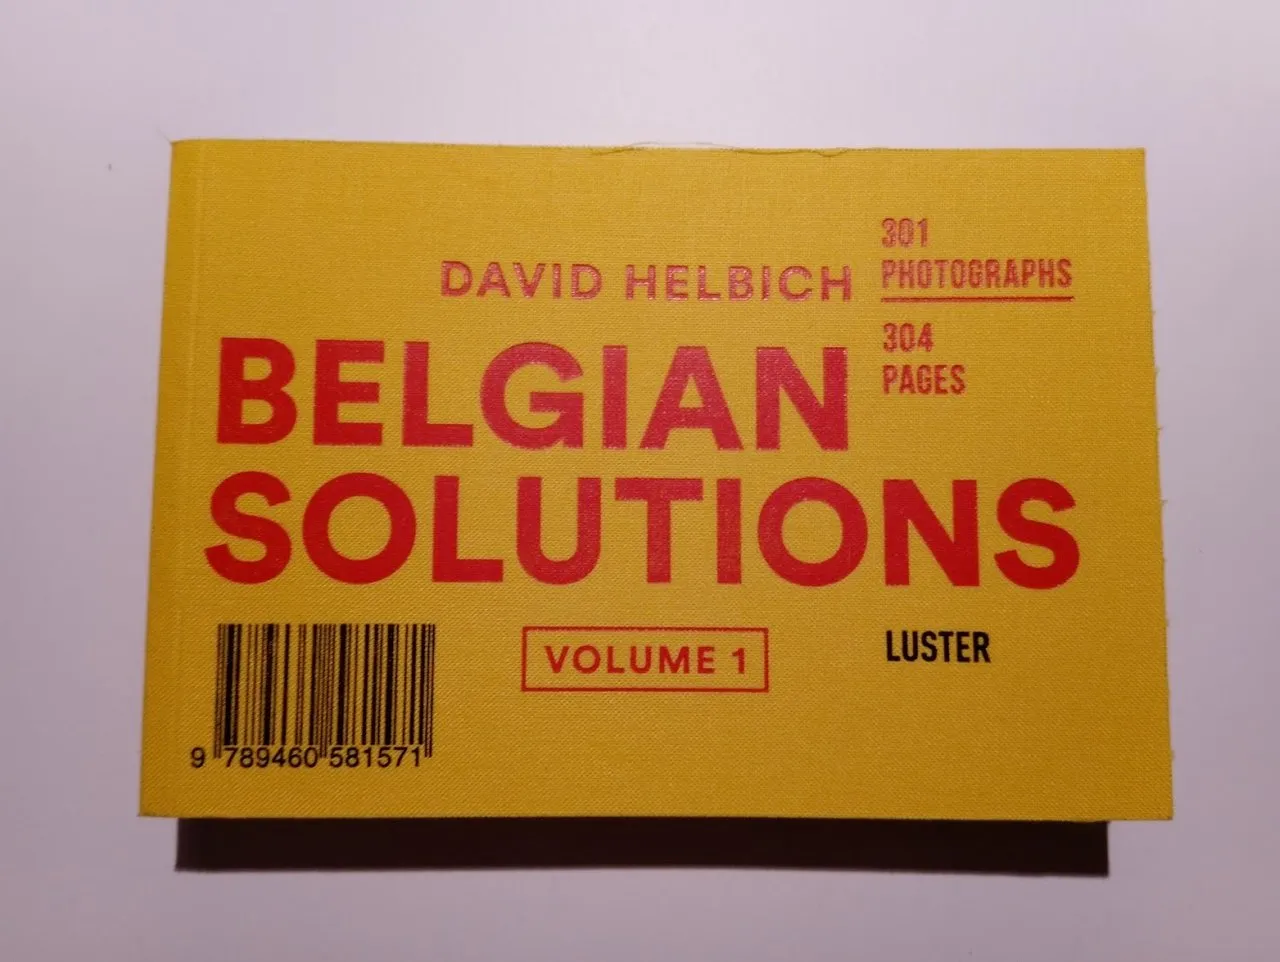 DAVID HELBICH
301
PHOTOGRAPHS
304
PAGES
BELGIAN
SOLUTIONS
VOLUME 1
LUSTER
9 789460 581571